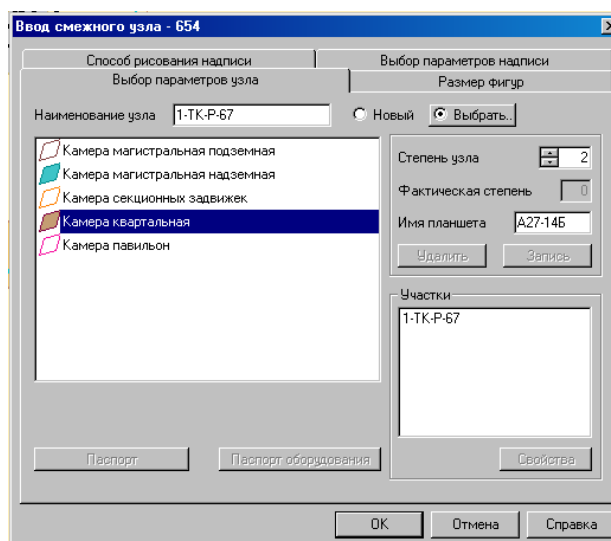 Ввод смежного узла - 654
Способ рисования надписи
Выбор параметров надписи
Выбор параметров узла
Размер фигур
Наименование узла 1-ТК-Р-67 Новый Выбрать..
Камера магистральная подземная
Камера магистральная надземная
Камера секционных задвижек
Камера квартальная
Камера павильон
Степень узла 2
Фактическая степень 0
Имя планшета А27-14Б
Удалить Запись
Участки
1-ТК-Р-67
Паспорт Паспорт оборудования Свойства
OK Отмена Справка